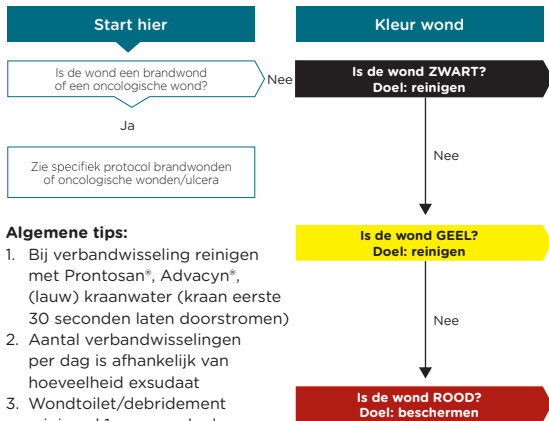 Start hier
Is de wond een brandwond
of een oncologische wond?
Nee
Ja
Zie specifiek protocol brandwonden
of oncologische wonden/ulcera
Algemene tips:
1. Bij verbandwisseling reinigen
met Prontosan®, Advacyn®,
(lauw) kraanwater (kraan eerste
30 seconden laten doorstromen)
2. Aantal verbandwisselingen
per dag is afhankelijk van
hoeveelheid exsudaat
3. Wondtoilet/debridement
Kleur wond
Is de wond ZWART?
Doel: reinigen
Nee
Is de wond GEEL?
Doel: reinigen
Nee
Is de wond ROOD?
Doel: beschermen